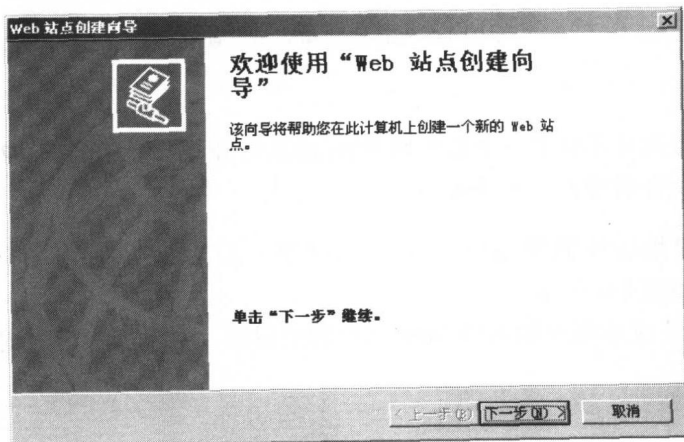 Web 站点创建向导
欢迎使用“Web 站点创建向
导”
该向导将帮助您在此计算机上创建一个新的 Web 站
点。
单击“下一步”继续。
< 上一步(B)
下一步(N) >
取消